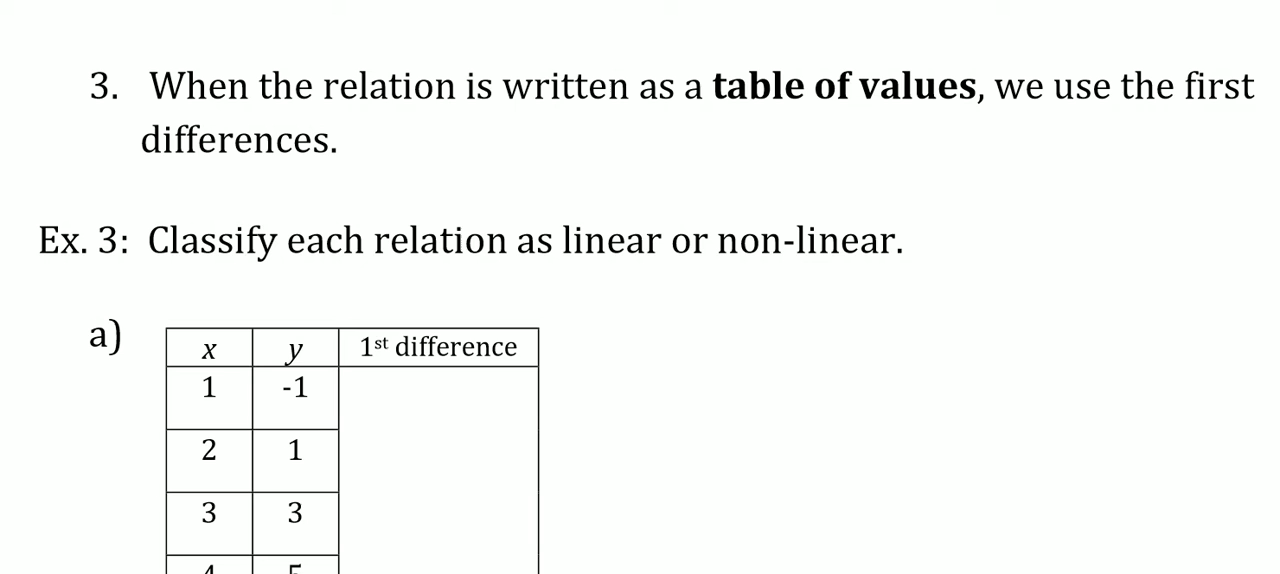 3. When the relation is written as a table of values, we use the first
differences.
Ex. 3: Classify each relation as linear or non-linear.
a)
x y 1st difference
1 -1
2 1
3 3